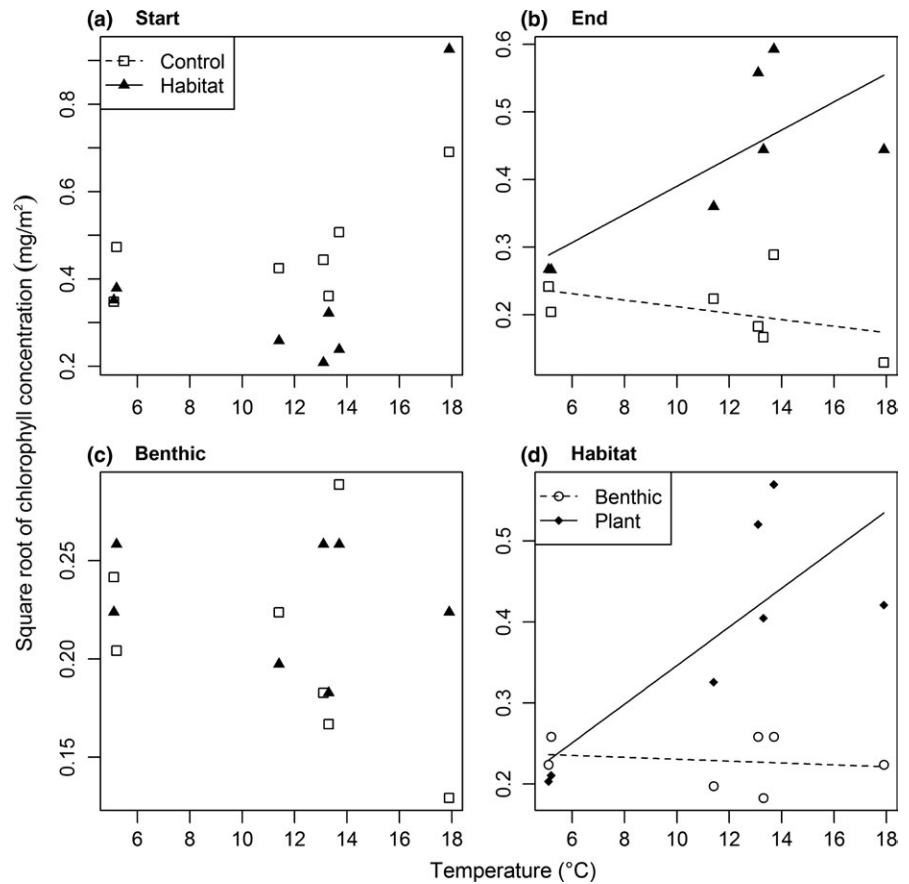 (a) Start
Control
Habitat
0.2 0.4 0.6 0.8
6 8 10 12 14 16 18
(b) End
0.2 0.3 0.4 0.5 0.6
6 8 10 12 14 16 18
(c) Benthic
0.15 0.20 0.25
6 8 10 12 14 16 18
(d) Habitat
Benthic
Plant
0.2 0.3 0.4 0.5
6 8 10 12 14 16 18
Square root of chlorophyll concentration (mg/m²)
Temperature (°C)